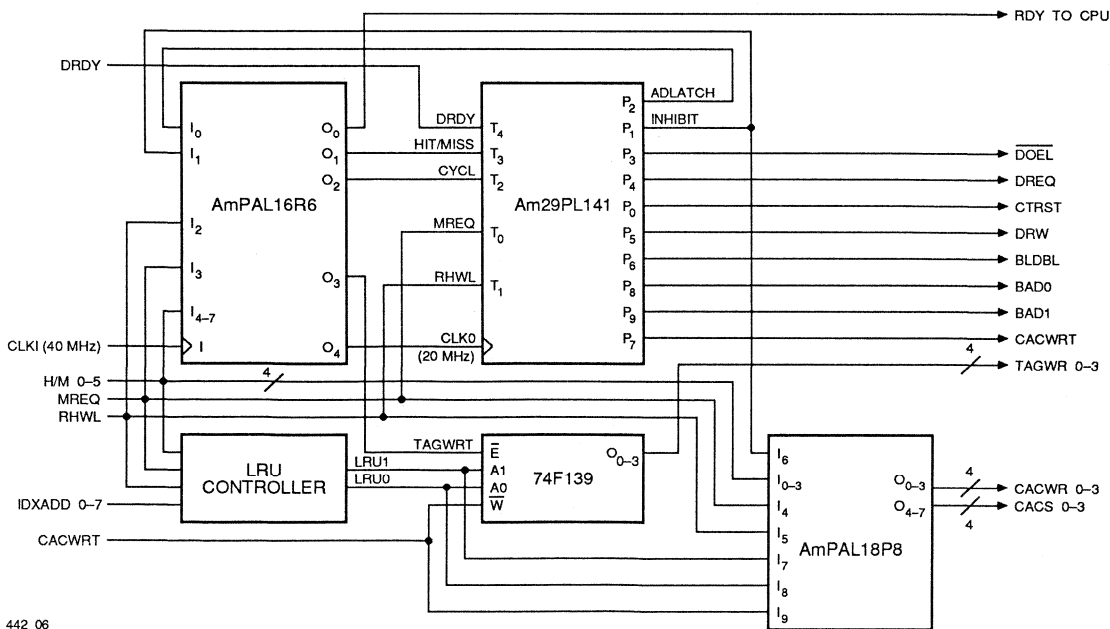 RDY TO CPU
DRDY
ADLATCH
P2
I0
O0
DRDY
T4
INHIBIT
P1
I1
O1
HIT/MISS
T3
P3
DOEL
O2
CYCL
T2
P4
DREQ
AmPAL16R6
Am29PL141
P0
CTRST
I2
MREQ
T0
P5
DRW
I3
P6
BLDBL
O3
RHWL
T1
P8
BAD0
I4–7
P9
BAD1
CLKI (40 MHz)
I
O4
CLK0
(20 MHz)
P7
CACWRT
4
TAGWR 0-3
H/M 0–5
4
MREQ
RHWL
TAGWRT
E
O0–3
I6
LRU
CONTROLLER
LRU1
A1
74F139
LRU0
A0
I0–3
O0–3
4
CACWR 0-3
IDXADD 0–7
W
I4
O4–7
4
CACS 0-3
CACWRT
I5
AmPAL18P8
I7
I8
I9
442 06